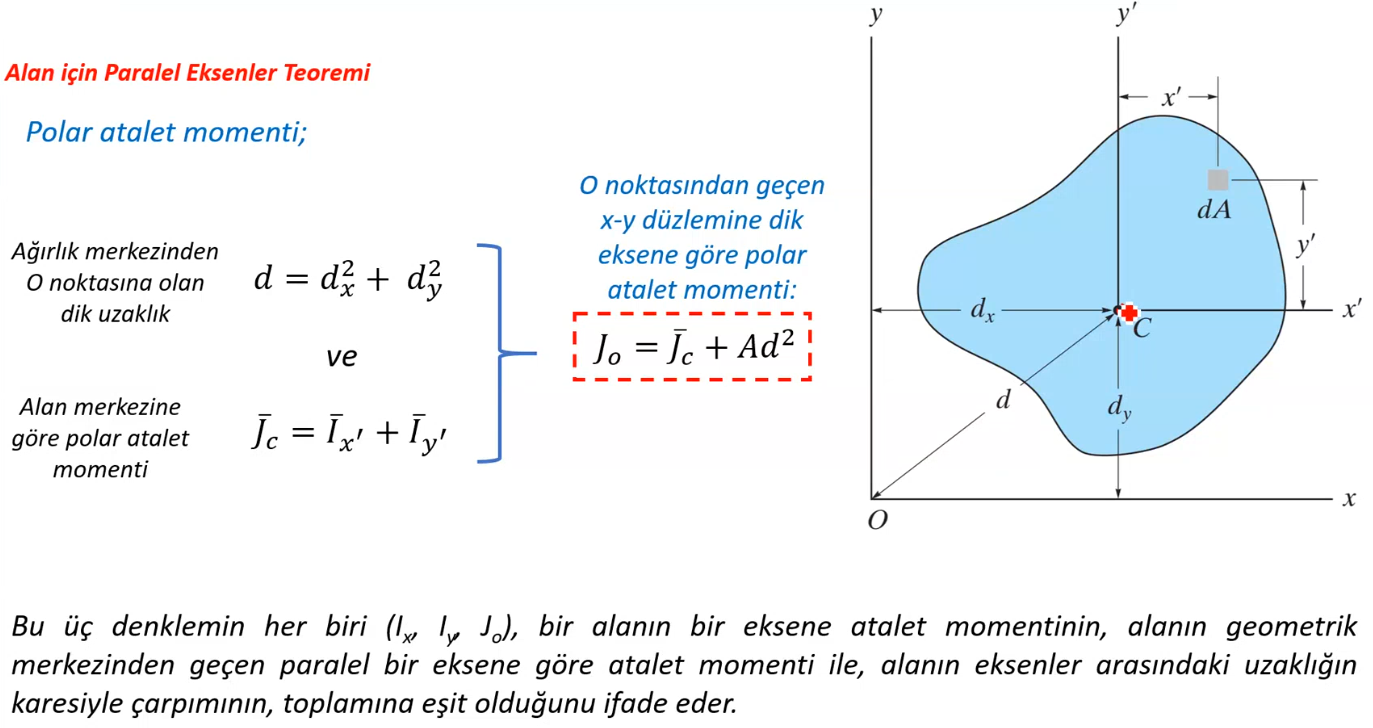 Alan için Paralel Eksenler Teoremi
Polar atalet momenti;
Ağırlık merkezinden
O noktasına olan
dik uzaklık
d = d_x^2 + d_y^2
ve
Alan merkezine
göre polar atalet
momenti
J̄_c = Ī_x′ + Ī_y′
O noktasından geçen
x-y düzlemine dik
eksene göre polar
atalet momenti:
J_o = J̄_c + Ad²
y
y′
x′
dA
y′
d_x
C
x′
d
d_y
x
O
Bu üç denklemin her biri (I_x, I_y, J_o), bir alanın bir eksene atalet momentinin, alanın geometrik
merkezinden geçen paralel bir eksene göre atalet momenti ile, alanın eksenler arasındaki uzaklığın
karesiyle çarpımının, toplamına eşit olduğunu ifade eder.